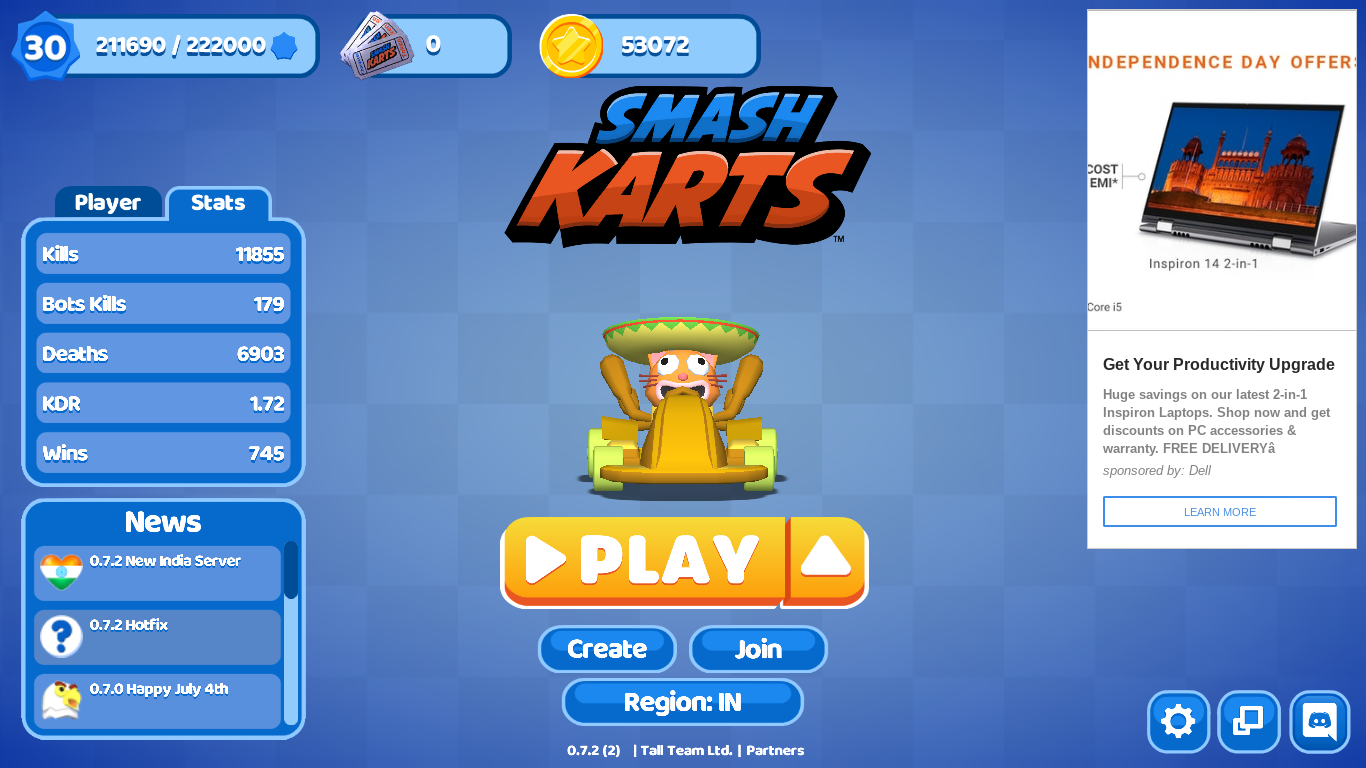 30
211690 / 222000
0
53072
SMASH
KARTS
™
Player
Stats
Kills 11855
Bots Kills 179
Deaths 6903
KDR 1.72
Wins 745
News
0.7.2 New India Server
0.7.2 Hotfix
0.7.0 Happy July 4th
PLAY
Create
Join
Region: IN
0.7.2 (2) | Tall Team Ltd. | Partners
NDEPENDENCE DAY OFFERS
COST
EMI*
Inspiron 14 2-in-1
Core i5
Get Your Productivity Upgrade
Huge savings on our latest 2-in-1
Inspiron Laptops. Shop now and get
discounts on PC accessories &
warranty. FREE DELIVERYâ
sponsored by: Dell
LEARN MORE